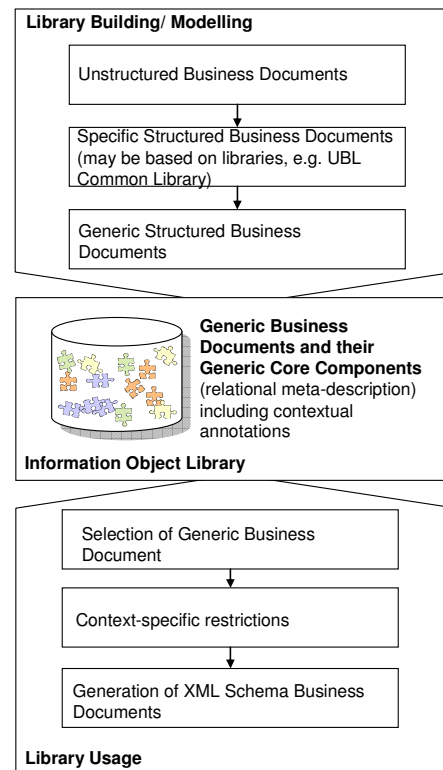 Library Building/ Modelling
Unstructured Business Documents
Specific Structured Business Documents
(may be based on libraries, e.g. UBL
Common Library)
Generic Structured Business
Documents
Generic Business
Documents and their
Generic Core Components
(relational meta-description)
including contextual
annotations
Information Object Library
Selection of Generic Business
Document
Context-specific restrictions
Generation of XML Schema Business
Documents
Library Usage